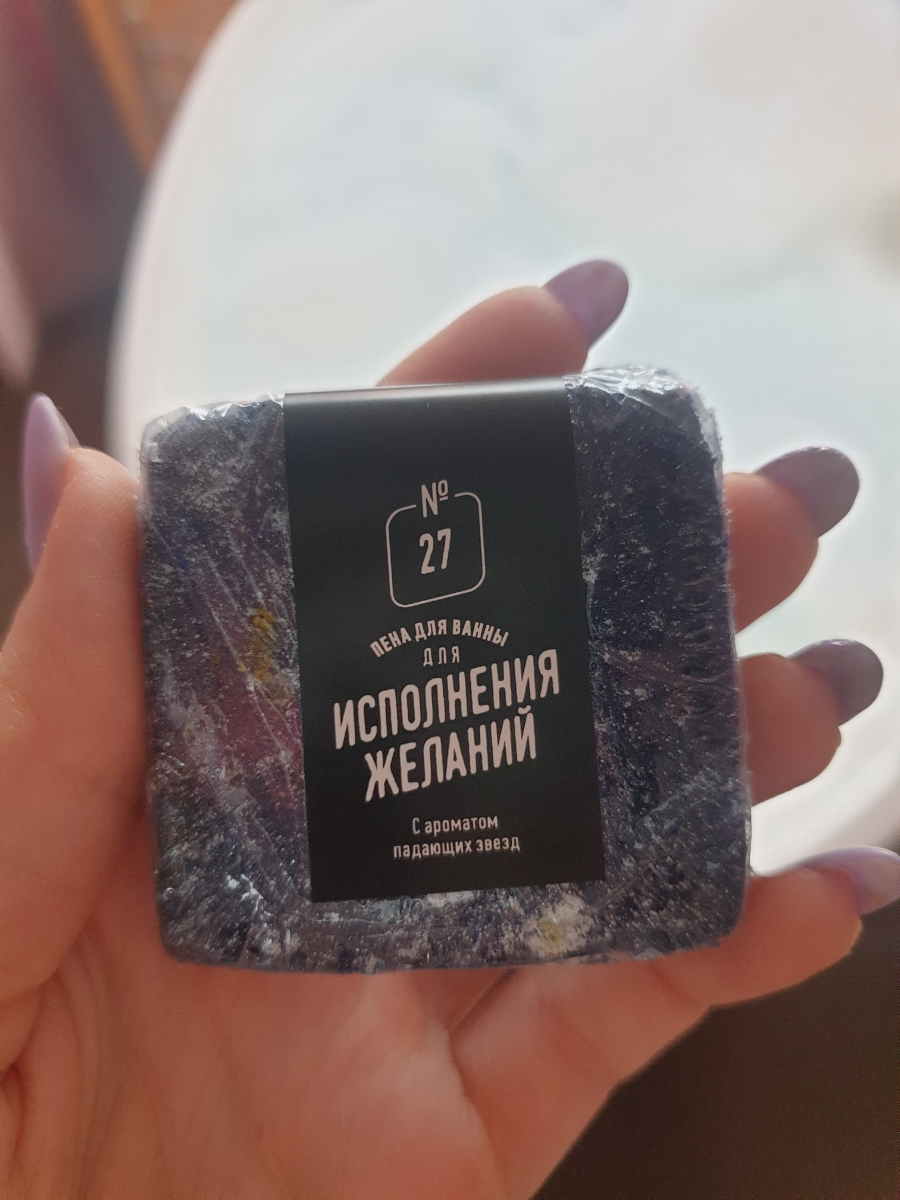 №
27
ПЕНА ДЛЯ ВАННЫ
ДЛЯ
ИСПОЛНЕНИЯ
ЖЕЛАНИЙ
С ароматом
падающих звезд